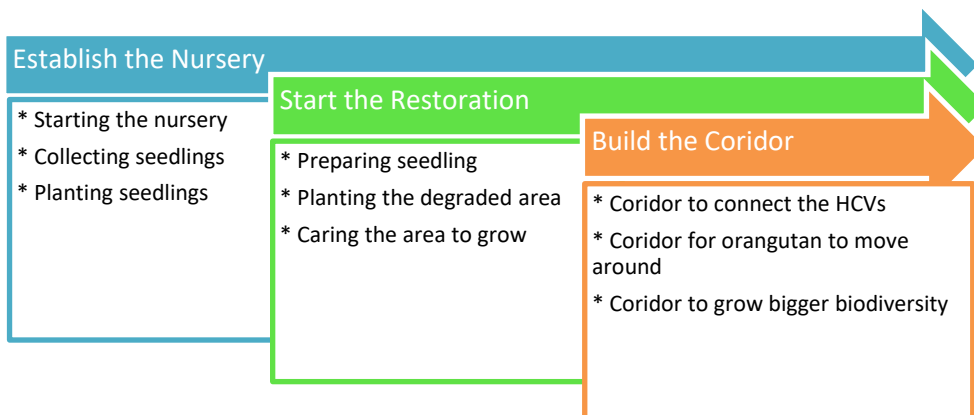 Establish the Nursery
* Starting the nursery
* Collecting seedlings
* Planting seedlings
Start the Restoration
* Preparing seedling
* Planting the degraded area
* Caring the area to grow
Build the Coridor
* Coridor to connect the HCVs
* Coridor for orangutan to move
around
* Coridor to grow bigger biodiversity